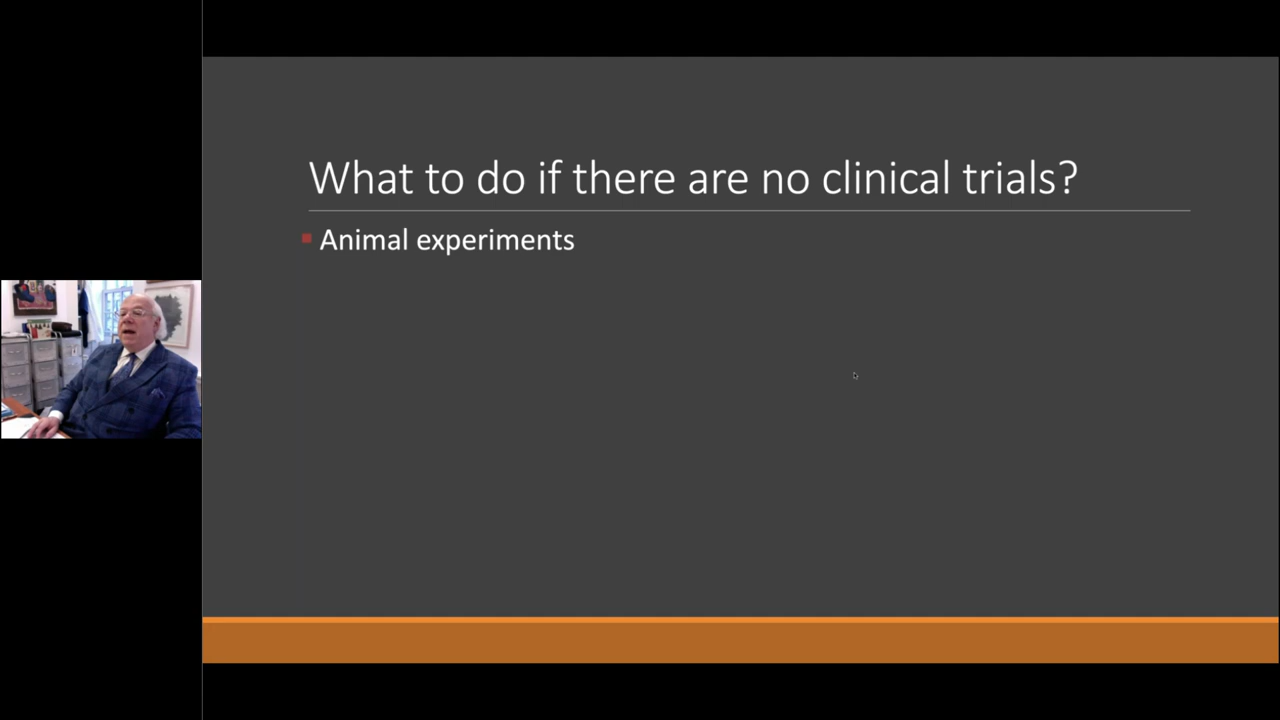 What to do if there are no clinical trials?
Animal experiments